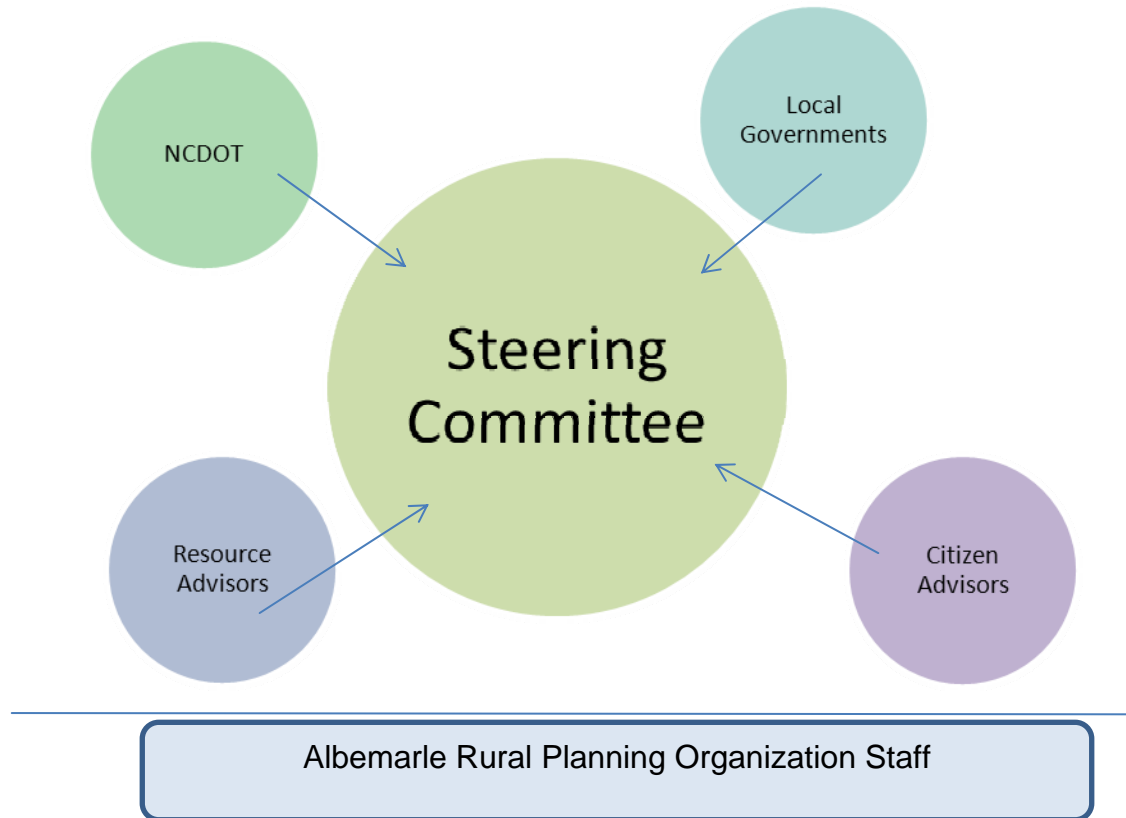 NCDOT
Local
Governments
Steering
Committee
Resource
Advisors
Citizen
Advisors
Albemarle Rural Planning Organization Staff